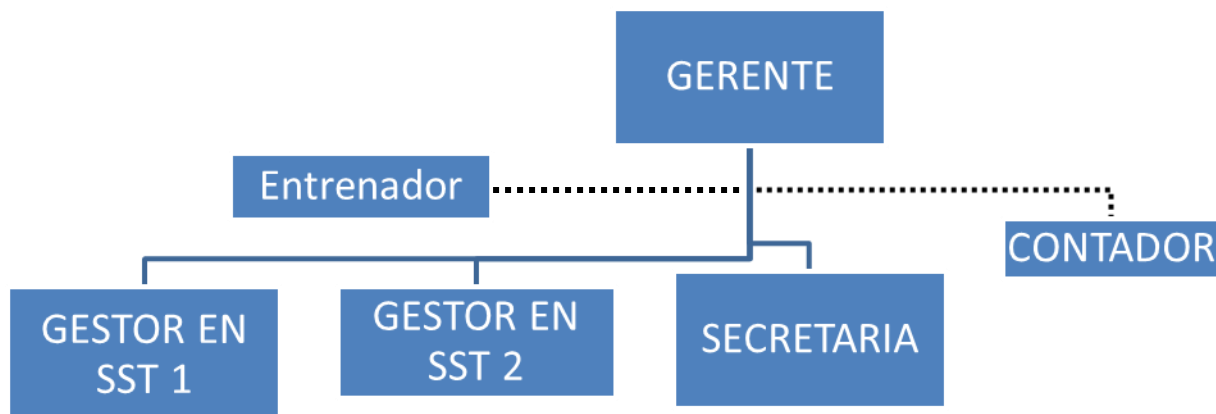 GERENTE
Entrenador
CONTADOR
GESTOR EN
SST 1
GESTOR EN
SST 2
SECRETARIA